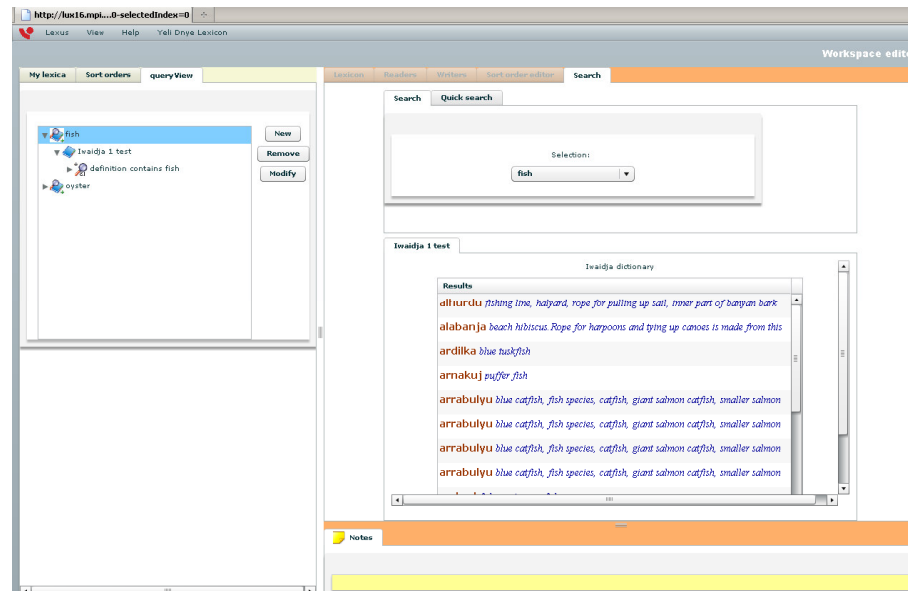 http://lux16.mpi....0-selectedIndex=0
Lexus View Help Yeli Dnye Lexicon
Workspace edito
My lexica Sort orders queryView
Lexicon Readers Writers Sort order editor Search
Search Quick search
fish
Iwaidja 1 test
definition contains fish
oyster
New
Remove
Modify
Selection:
fish
Iwaidja 1 test
Iwaidja dictionary
Results
alhurdu fishing line, halyard, rope for pulling up sail, inner part of banyan bark
alabanja beach hibiscus. Rope for harpoons and tying up canoes is made from this
ardilka blue tuskfish
arnakuj puffer fish
arrabulyu blue catfish, fish species, catfish, giant salmon catfish, smaller salmon
arrabulyu blue catfish, fish species, catfish, giant salmon catfish, smaller salmon
arrabulyu blue catfish, fish species, catfish, giant salmon catfish, smaller salmon
arrabulyu blue catfish, fish species, catfish, giant salmon catfish, smaller salmon
Notes